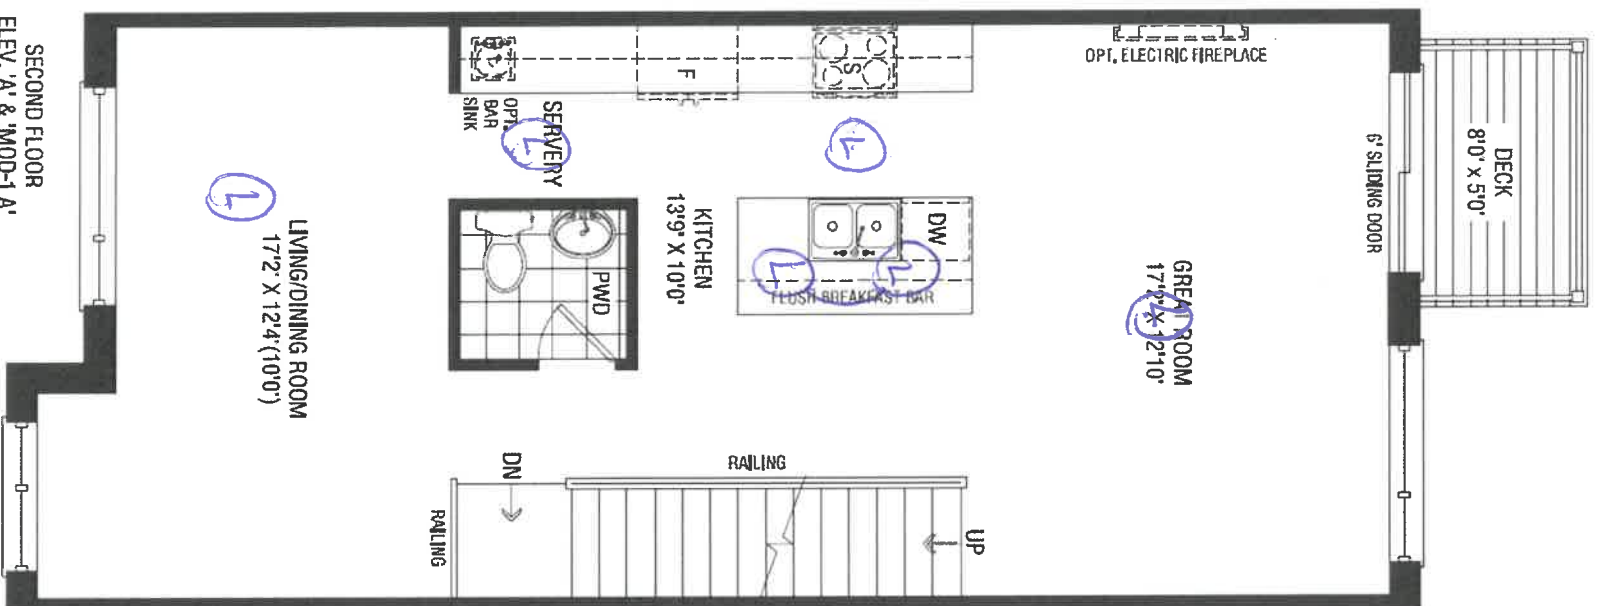 DECK
8'0' x 5'0'
6' SLIDING DOOR
OPT. ELECTRIC FIREPLACE
GREAT ROOM
12'10'
UP
S
DW
FLUSH BREAKFAST BAR
RAILING
F
KITCHEN
13'9" X 10'0'
PWD
SERVERY
OPT.
BAR
SINK
DN
RAILING
LIVING/DINING ROOM
17'2' X 12'4'(10'0')
SECOND FLOOR
ELEV. 'A' & 'MOD-1 A'